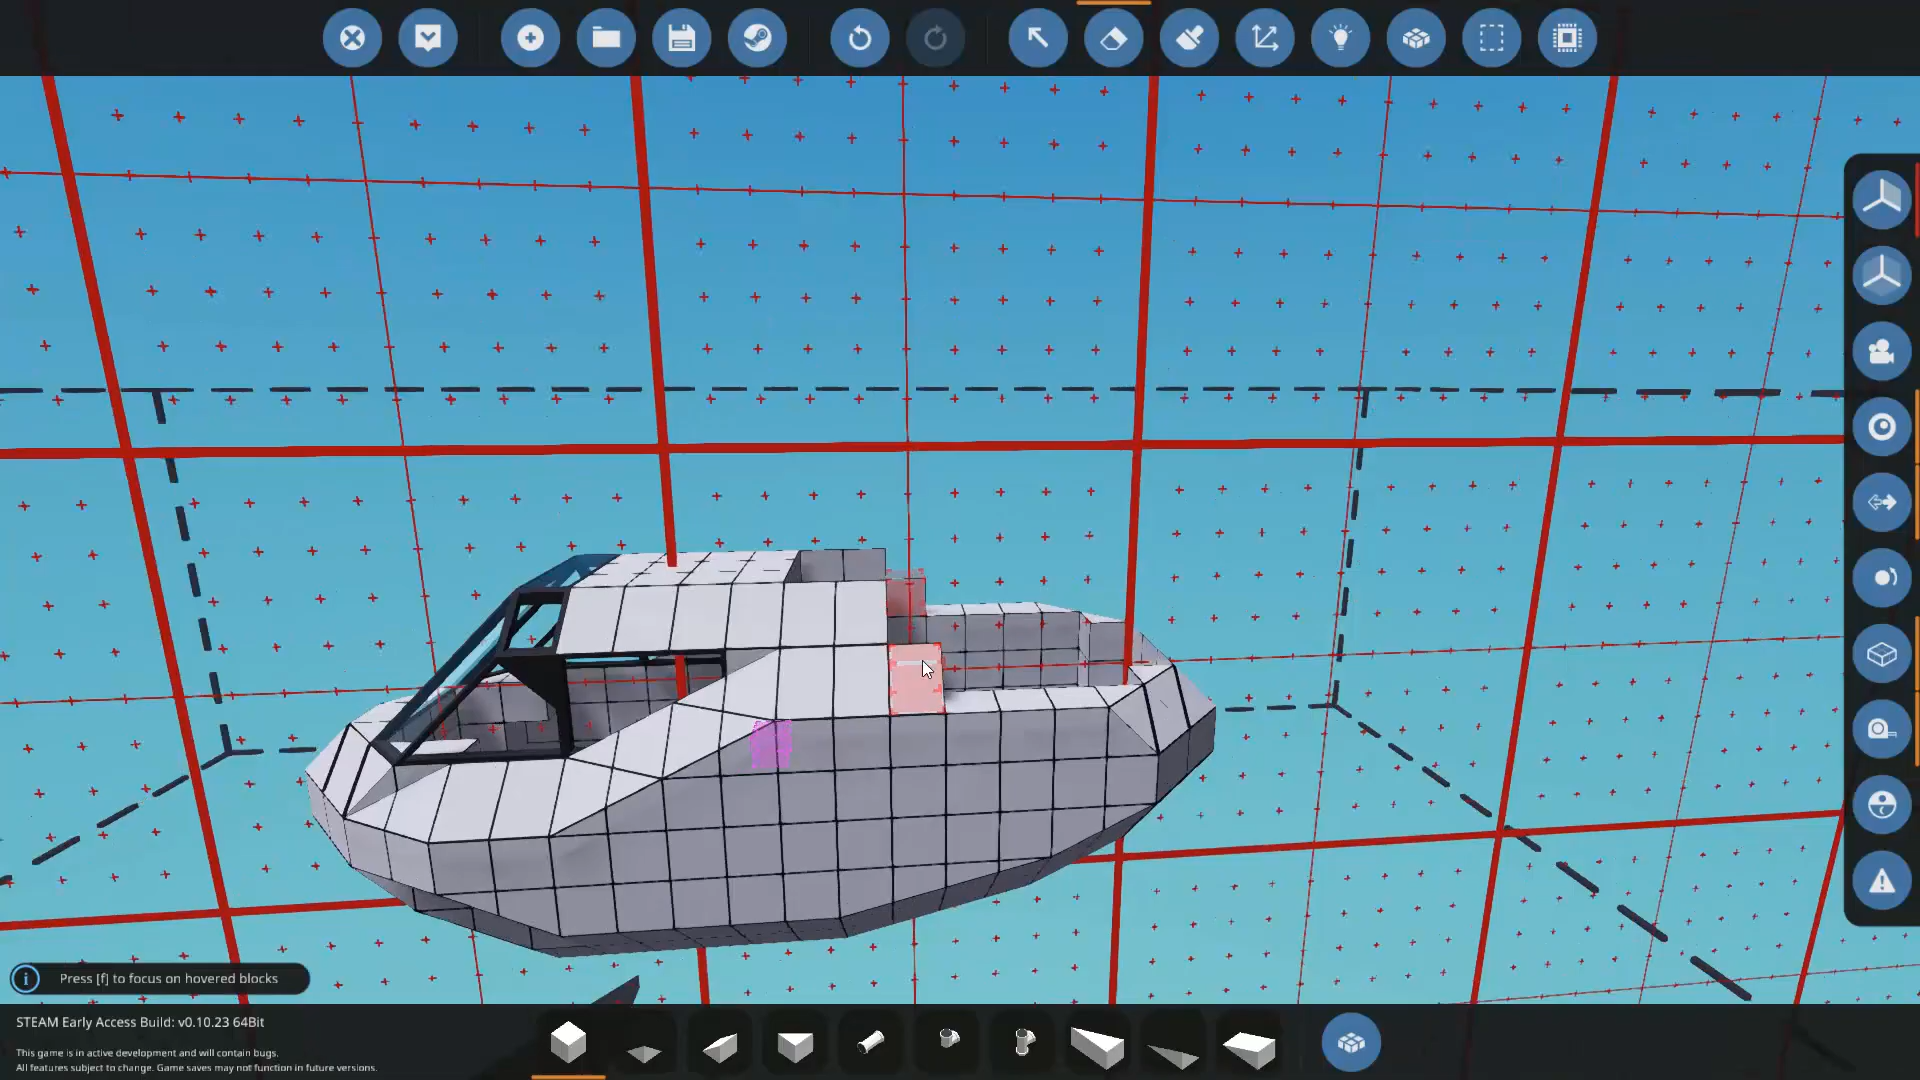 Press [f] to focus on hovered blocks
STEAM Early Access Build: v0.10.23 64Bit
This game is in active development and will contain bugs.
All features subject to change. Game saves may not function in future versions.